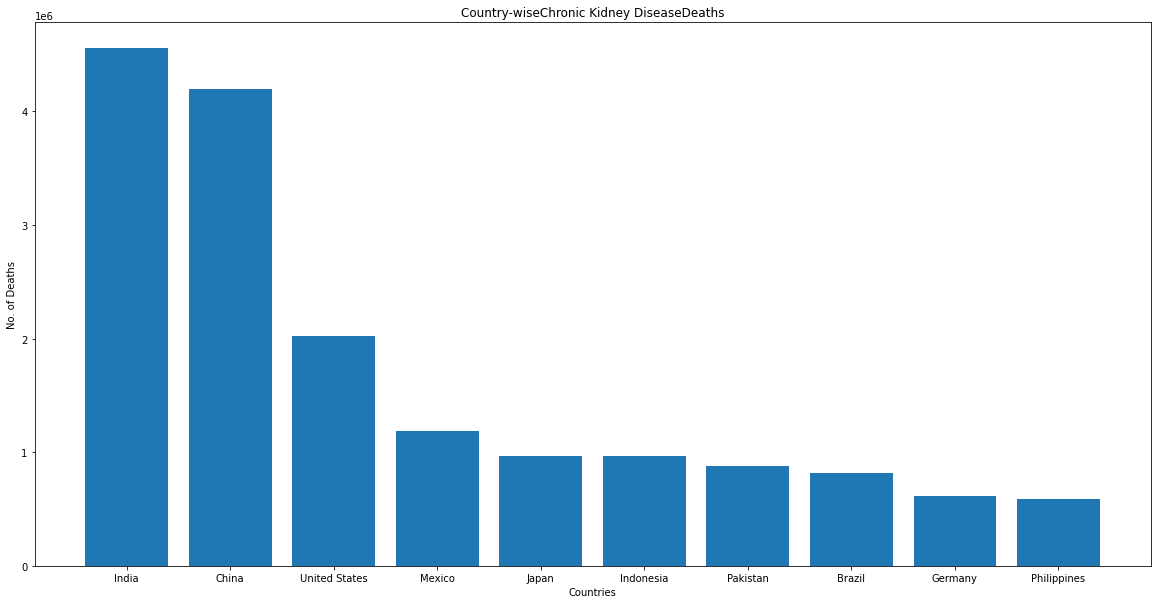 Country-wiseChronic Kidney DiseaseDeaths
1e6
4
3
2
1
0
No. of Deaths
India China United States Mexico Japan Indonesia Pakistan Brazil Germany Philippines
Countries